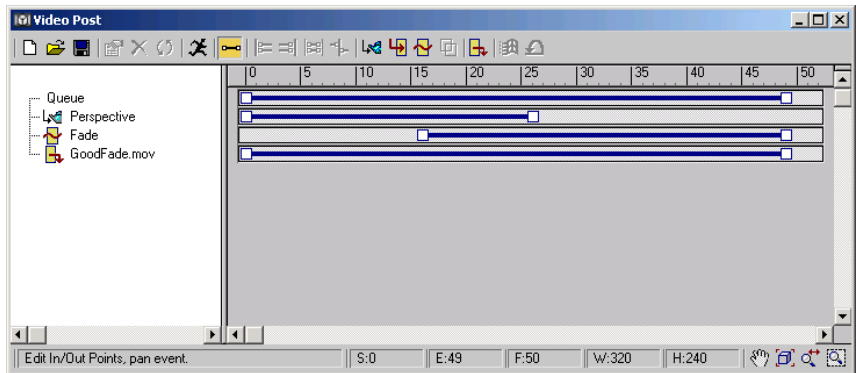 Video Post
0 5 10 15 20 25 30 35 40 45 50
Queue
Perspective
Fade
GoodFade.mov
Edit In/Out Points, pan event. S:0 E:49 F:50 W:320 H:240